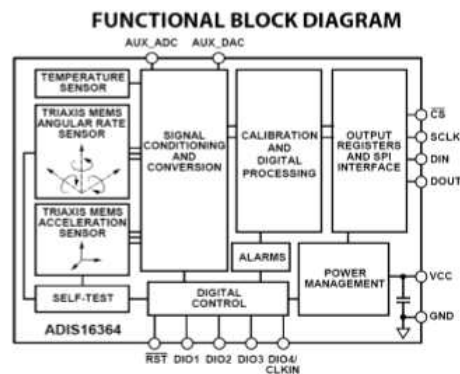 FUNCTIONAL BLOCK DIAGRAM
AUX_ADC
AUX_DAC
TEMPERATURE
SENSOR
TRIAXIS MEMS
ANGULAR RATE
SENSOR
TRIAXIS MEMS
ACCELERATION
SENSOR
SELF-TEST
SIGNAL
CONDITIONING
AND
CONVERSION
CALIBRATION
AND
DIGITAL
PROCESSING
OUTPUT
REGISTERS
AND SPI
INTERFACE
ALARMS
DIGITAL
CONTROL
POWER
MANAGEMENT
CS
SCLK
DIN
DOUT
VCC
GND
ADIS16364
RST
DIO1
DIO2
DIO3
DIO4/
CLKIN